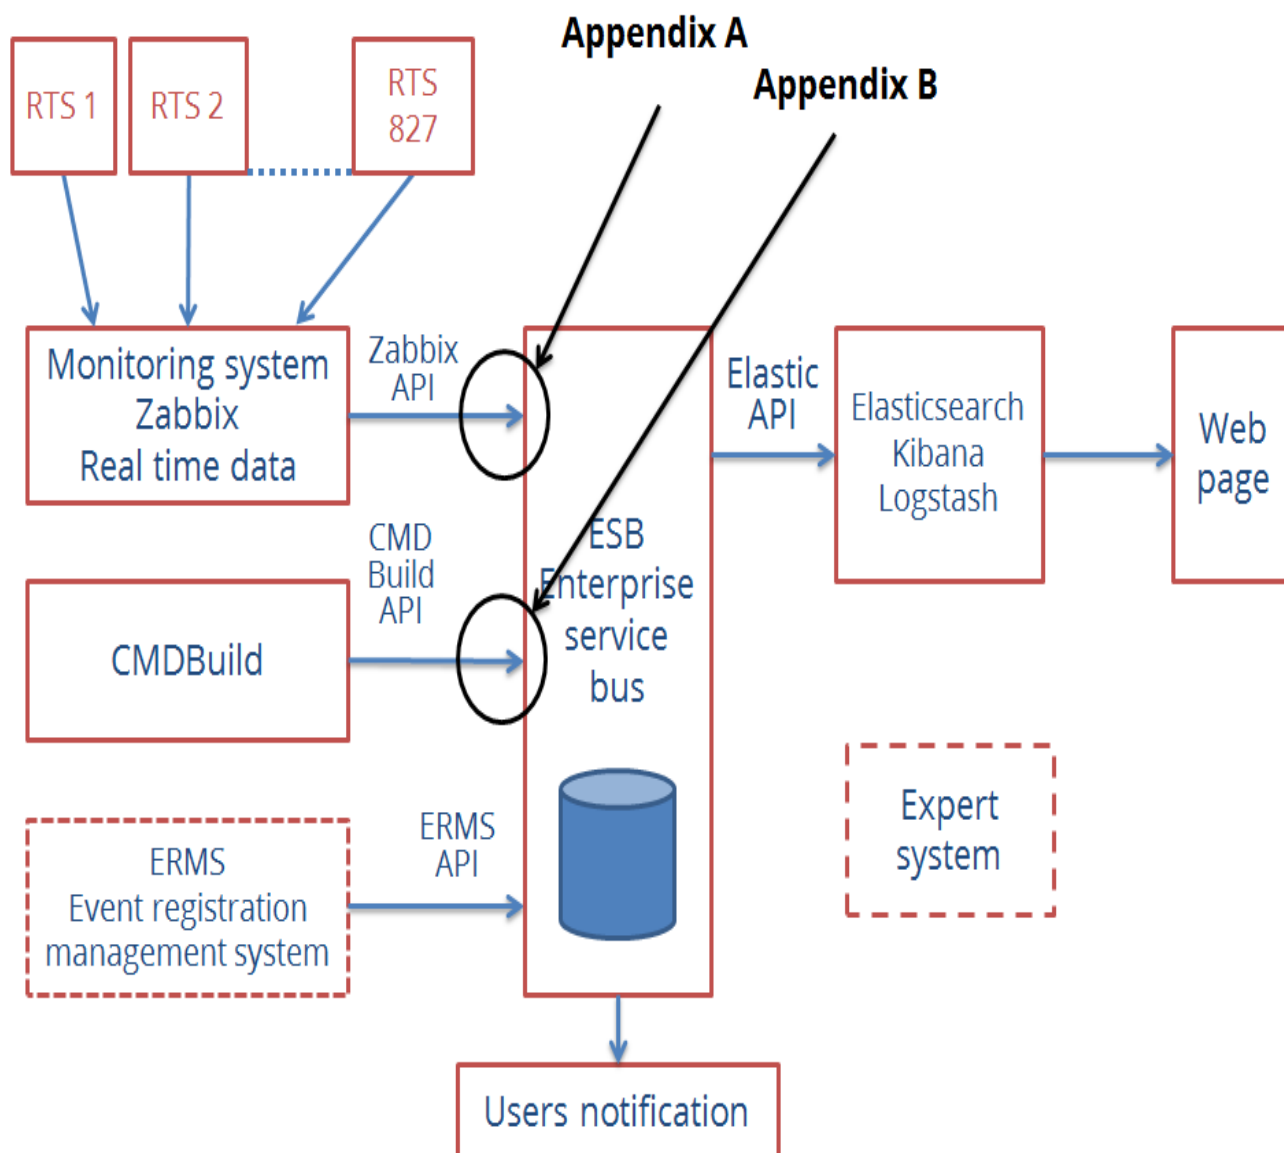 Appendix A
Appendix B
RTS 1
RTS 2
RTS
827
Monitoring system
Zabbix
Real time data
Zabbix
API
Elastic
API
Elasticsearch
Kibana
Logstash
Web
page
CMD
Build
API
CMDBuild
ESB
Enterprise
service
bus
ERMS
Event registration
management system
ERMS
API
Expert
system
Users notification